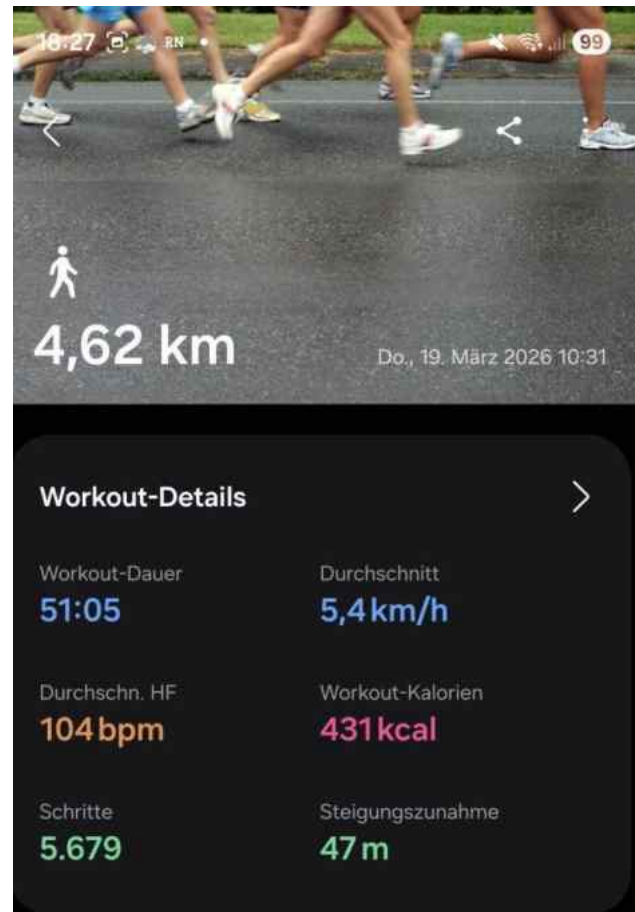 18:27 RN 99
4,62 km
Do., 19. März 2026 10:31
Workout-Details
Workout-Dauer Durchschnitt
51:05 5,4 km/h
Durchschn. HF Workout-Kalorien
104 bpm 431 kcal
Schritte Steigungszunahme
5.679 47 m